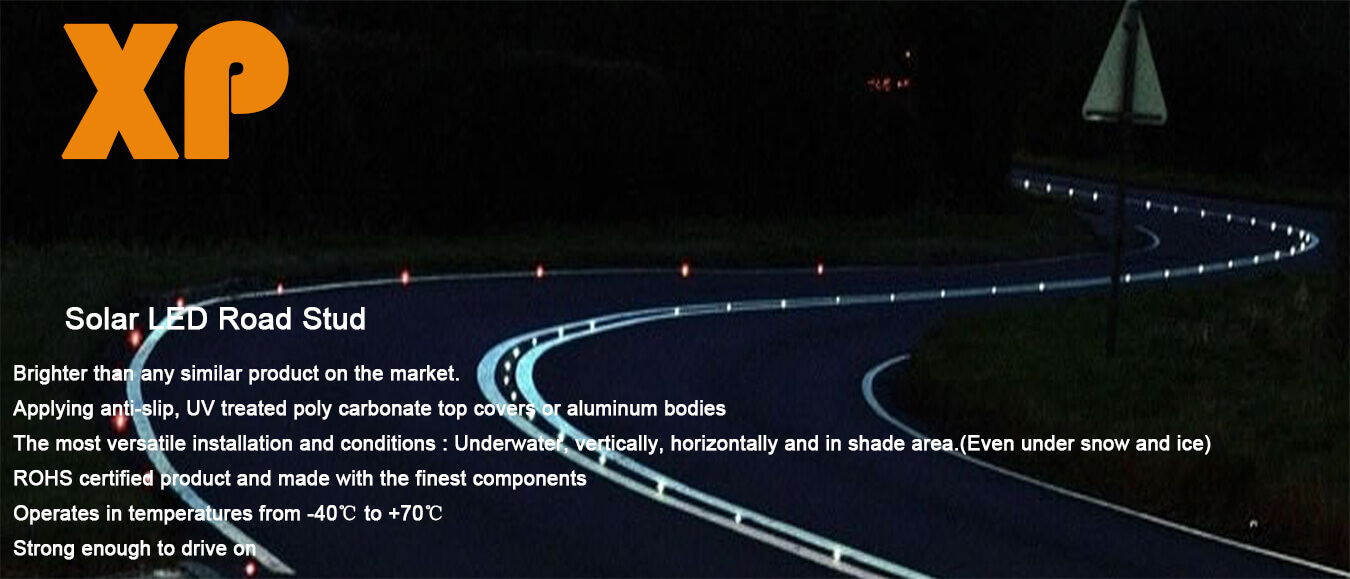 XP
Solar LED Road Stud
Brighter than any similar product on the market.
Applying anti-slip, UV treated poly carbonate top covers or aluminum bodies
The most versatile installation and conditions : Underwater, vertically, horizontally and in shade area.(Even under snow and ice)
ROHS certified product and made with the finest components
Operates in temperatures from -40℃ to +70℃
Strong enough to drive on